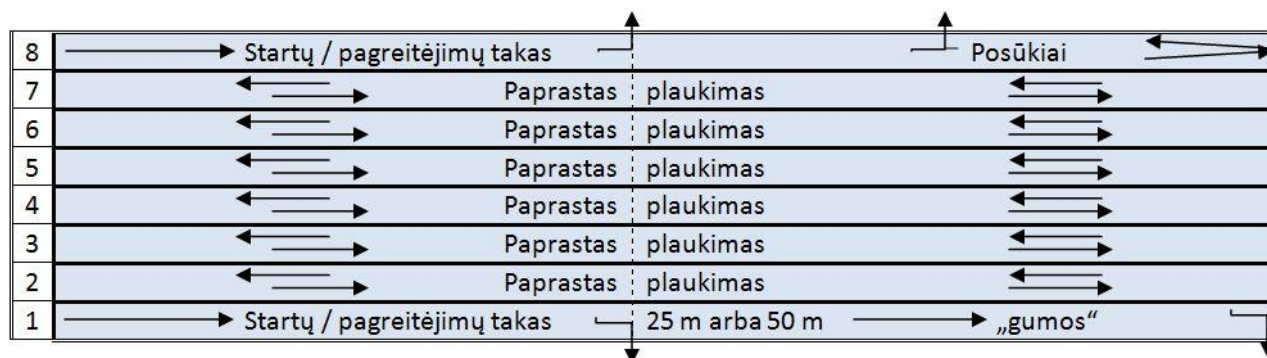 8 Startų / pagreitėjimų takas Posūkiai
7 Paprastas plaukimas
6 Paprastas plaukimas
5 Paprastas plaukimas
4 Paprastas plaukimas
3 Paprastas plaukimas
2 Paprastas plaukimas
1 Startų / pagreitėjimų takas 25 m arba 50 m „gumos“